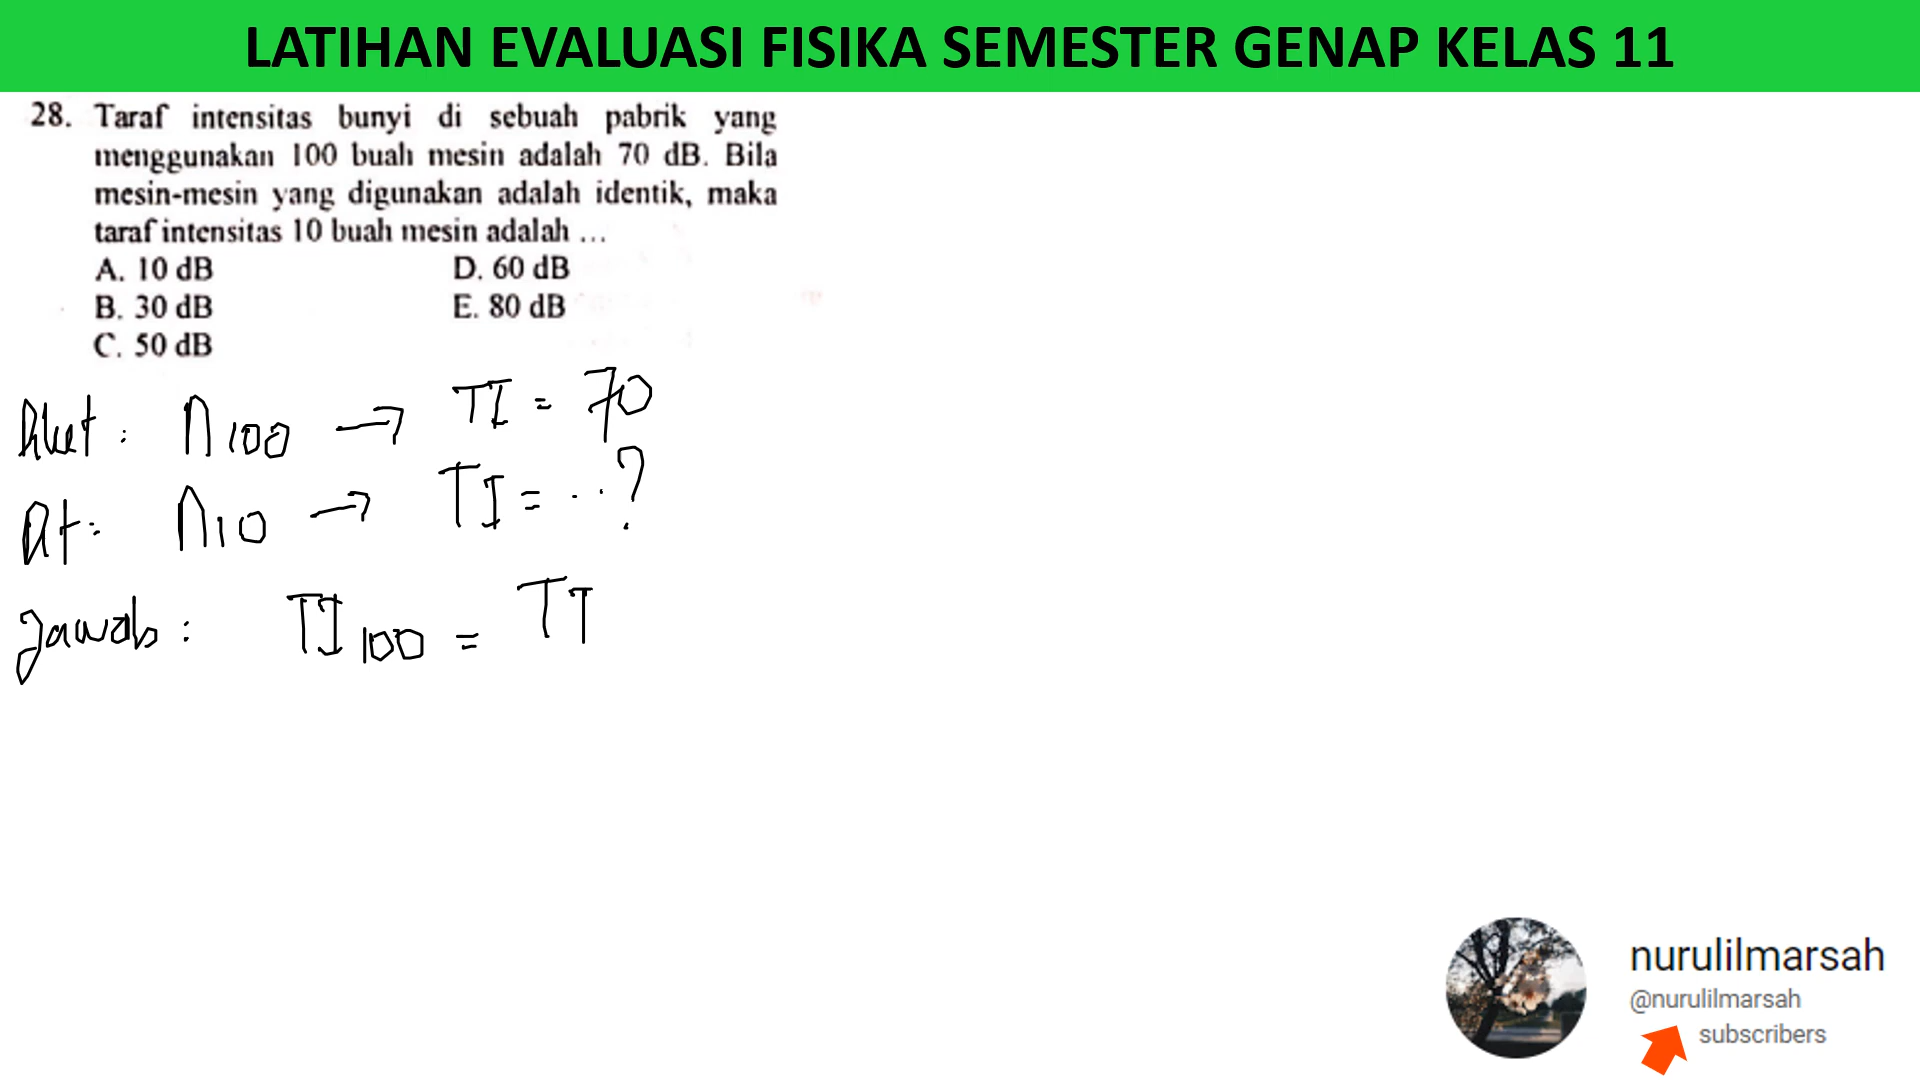 LATIHAN EVALUASI FISIKA SEMESTER GENAP KELAS 11
28. Taraf intensitas bunyi di sebuah pabrik yang
menggunakan 100 buah mesin adalah 70 dB. Bila
mesin-mesin yang digunakan adalah identik, maka
taraf intensitas 10 buah mesin adalah ...
A. 10 dB D. 60 dB
B. 30 dB E. 80 dB
C. 50 dB
Dket : n100 → TI = 70
Dt: n10 → TI = ...?
Jawab : TI100 = TI
nurulilmarsah
@nurulilmarsah
subscribers